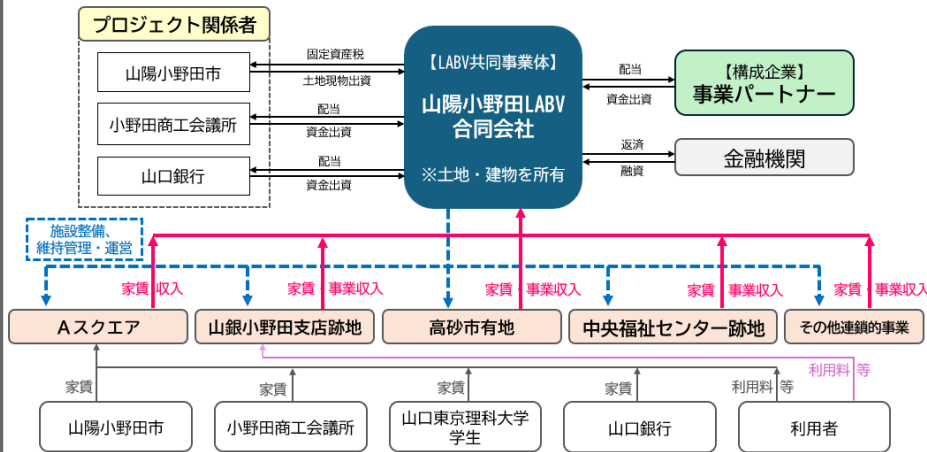 プロジェクト関係者
山陽小野田市
小野田商工会議所
山口銀行
固定資産税
土地現物出資
配当
資金出資
配当
資金出資
【LABV共同事業体】
山陽小野田LABV
合同会社
※土地・建物を所有
配当
資金出資
返済
融資
【構成企業】
事業パートナー
金融機関
施設整備、
維持管理・運営
家賃 収入
家賃・事業収入
家賃・事業収入
家賃・事業収入
家賃・事業収入
Aスクエア
山銀小野田支店跡地
高砂市有地
中央福祉センター跡地
その他連鎖的事業
家賃
家賃
家賃
家賃
利用料 等
利用料 等
山陽小野田市
小野田商工会議所
山口東京理科大学
学生
山口銀行
利用者